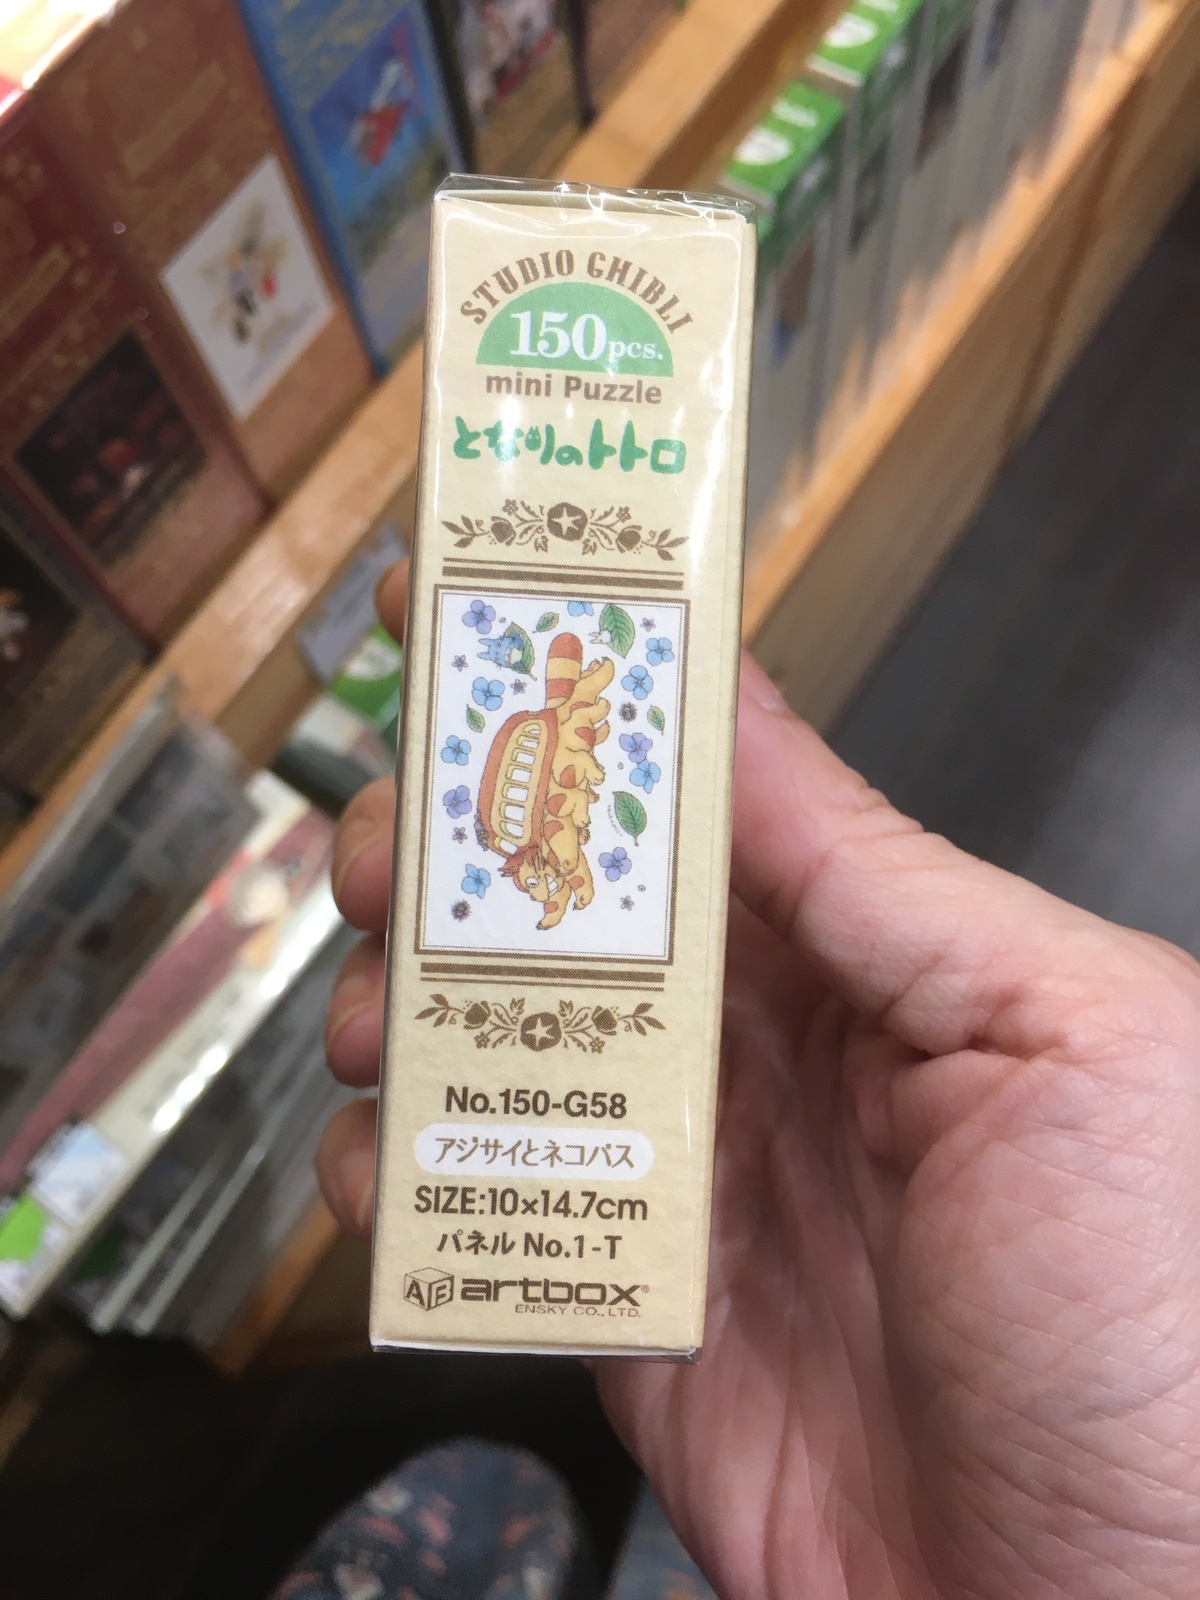 STUDIO GHIBLI
150pcs.
mini Puzzle
となりのトトロ
No.150-G58
アジサイとネコバス
SIZE:10×14.7cm
パネル No.1-T
AB artbox®
ENSKY CO.,LTD.